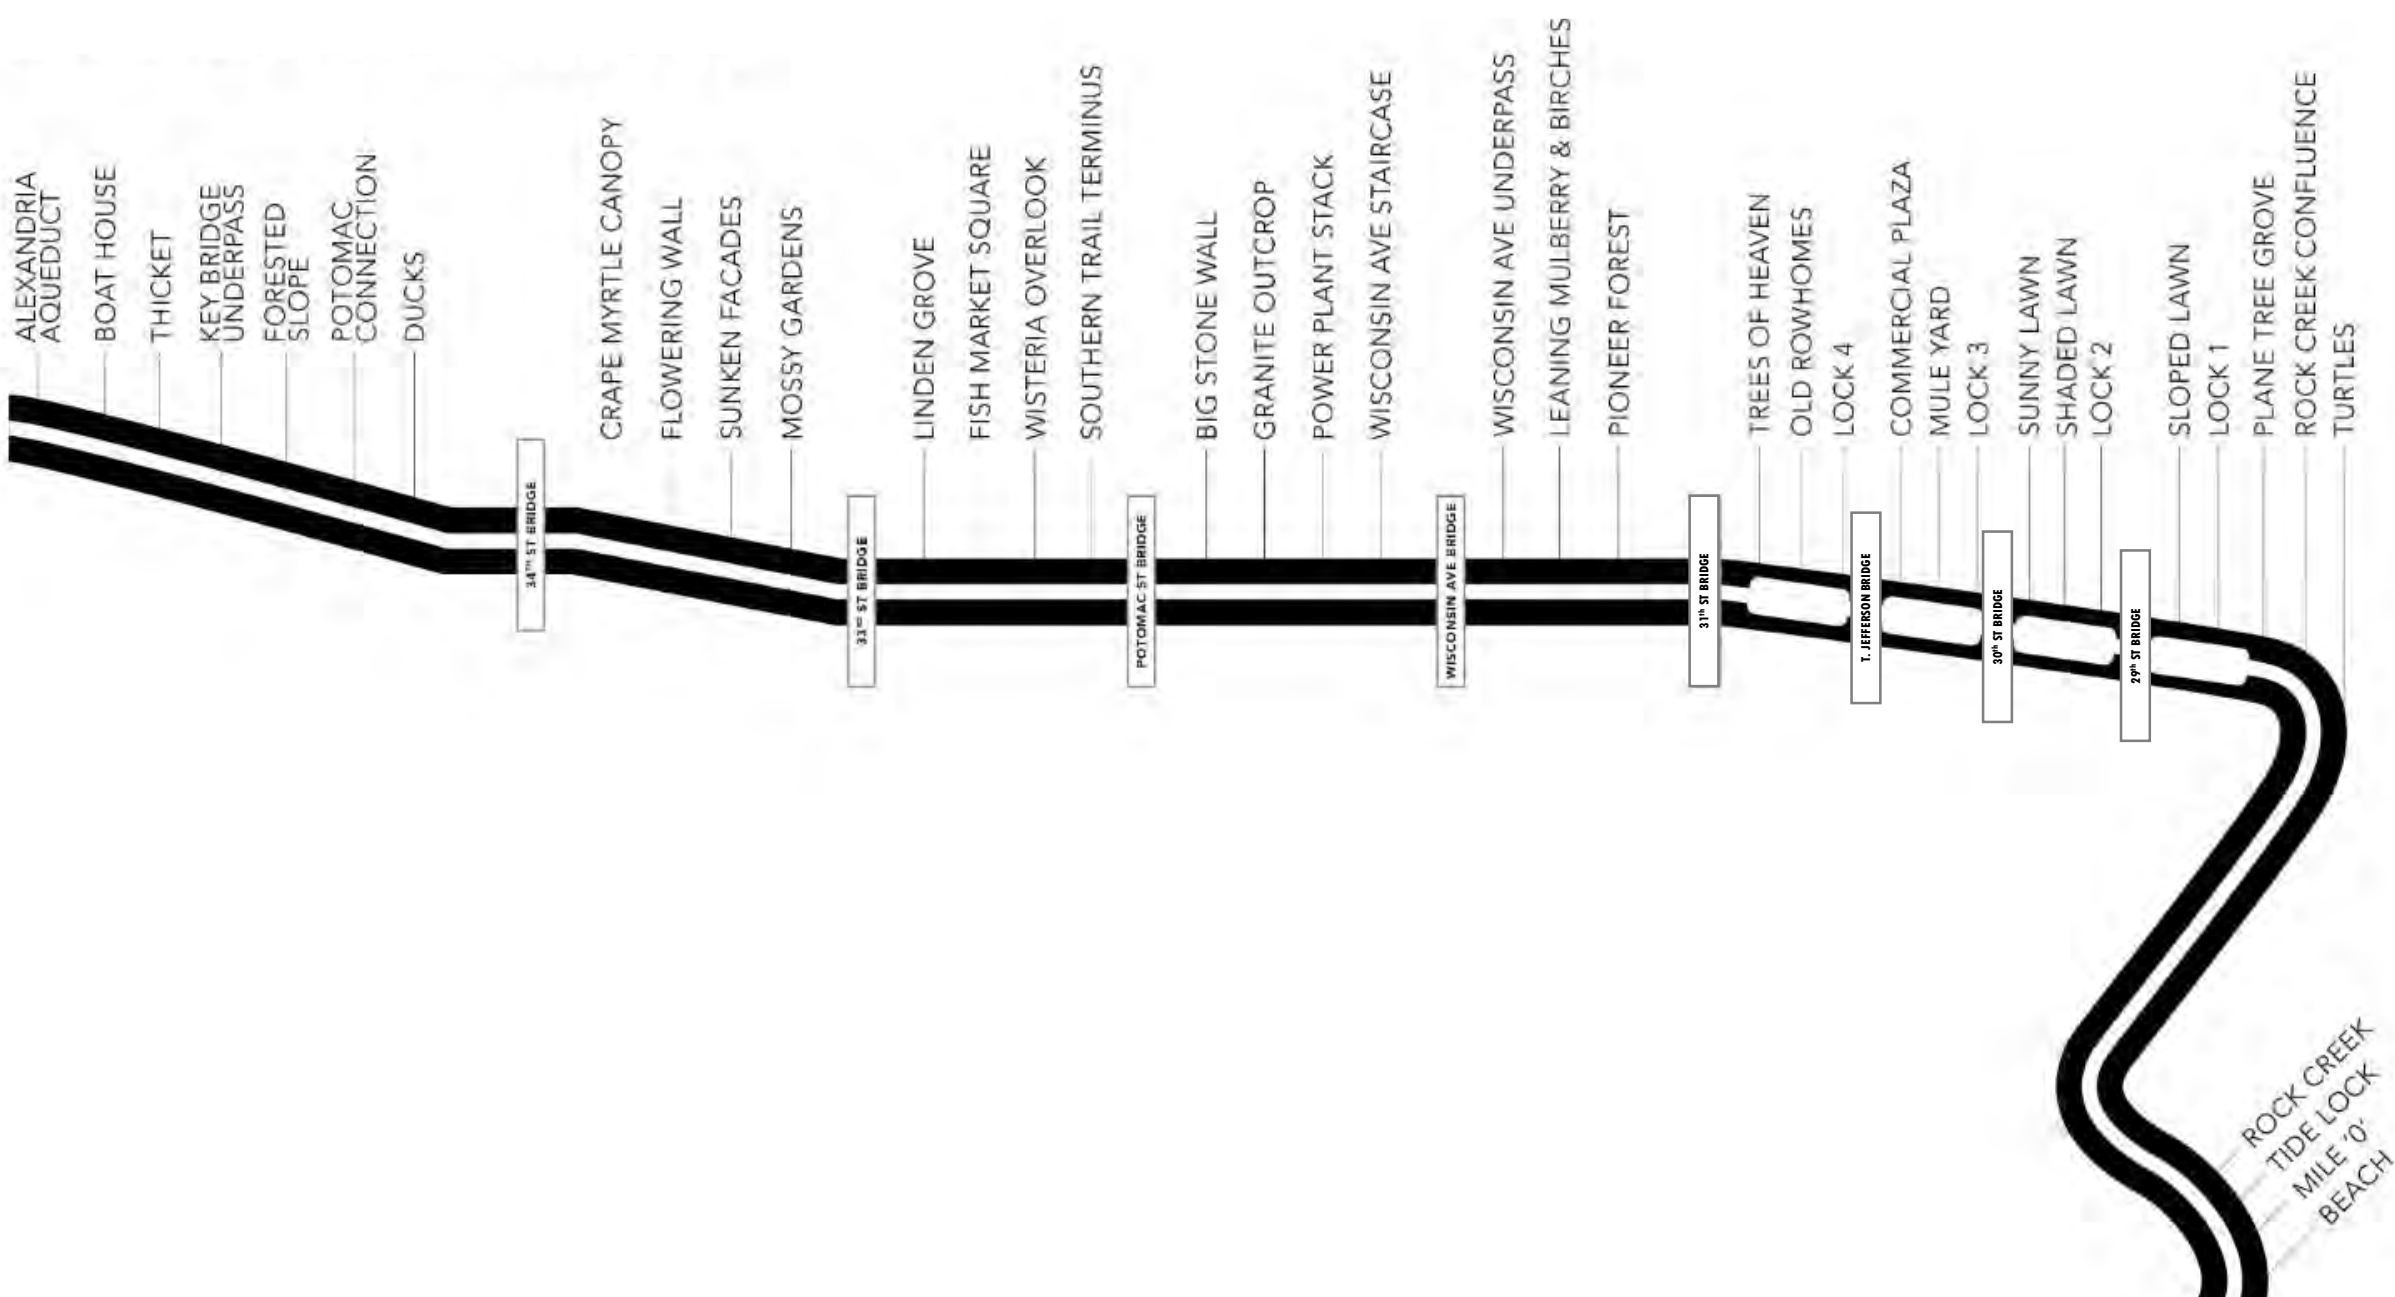 ALEXANDRIA
AQUEDUCT
BOAT HOUSE
THICKET
KEY BRIDGE
UNDERPASS
FORESTED
SLOPE
POTOMAC
CONNECTION
DUCKS
34TH ST BRIDGE
CRAPE MYRTLE CANOPY
FLOWERING WALL
SUNKEN FACADES
MOSSY GARDENS
33RD ST BRIDGE
LINDEN GROVE
FISH MARKET SQUARE
WISTERIA OVERLOOK
SOUTHERN TRAIL TERMINUS
POTOMAC ST BRIDGE
BIG STONE WALL
GRANITE OUTCROP
POWER PLANT STACK
WISCONSIN AVE STAIRCASE
WISCONSIN AVE BRIDGE
WISCONSIN AVE UNDERPASS
LEANING MULBERRY & BIRCHES
PIONEER FOREST
31th ST BRIDGE
TREES OF HEAVEN
OLD ROWHOMES
LOCK 4
T. JEFFERSON BRIDGE
COMMERCIAL PLAZA
MULE YARD
LOCK 3
30th ST BRIDGE
SUNNY LAWN
SHADED LAWN
LOCK 2
29th ST BRIDGE
SLOPED LAWN
LOCK 1
PLANE TREE GROVE
ROCK CREEK CONFLUENCE
TURTLES
ROCK CREEK
TIDE LOCK
MILE '0'
BEACH